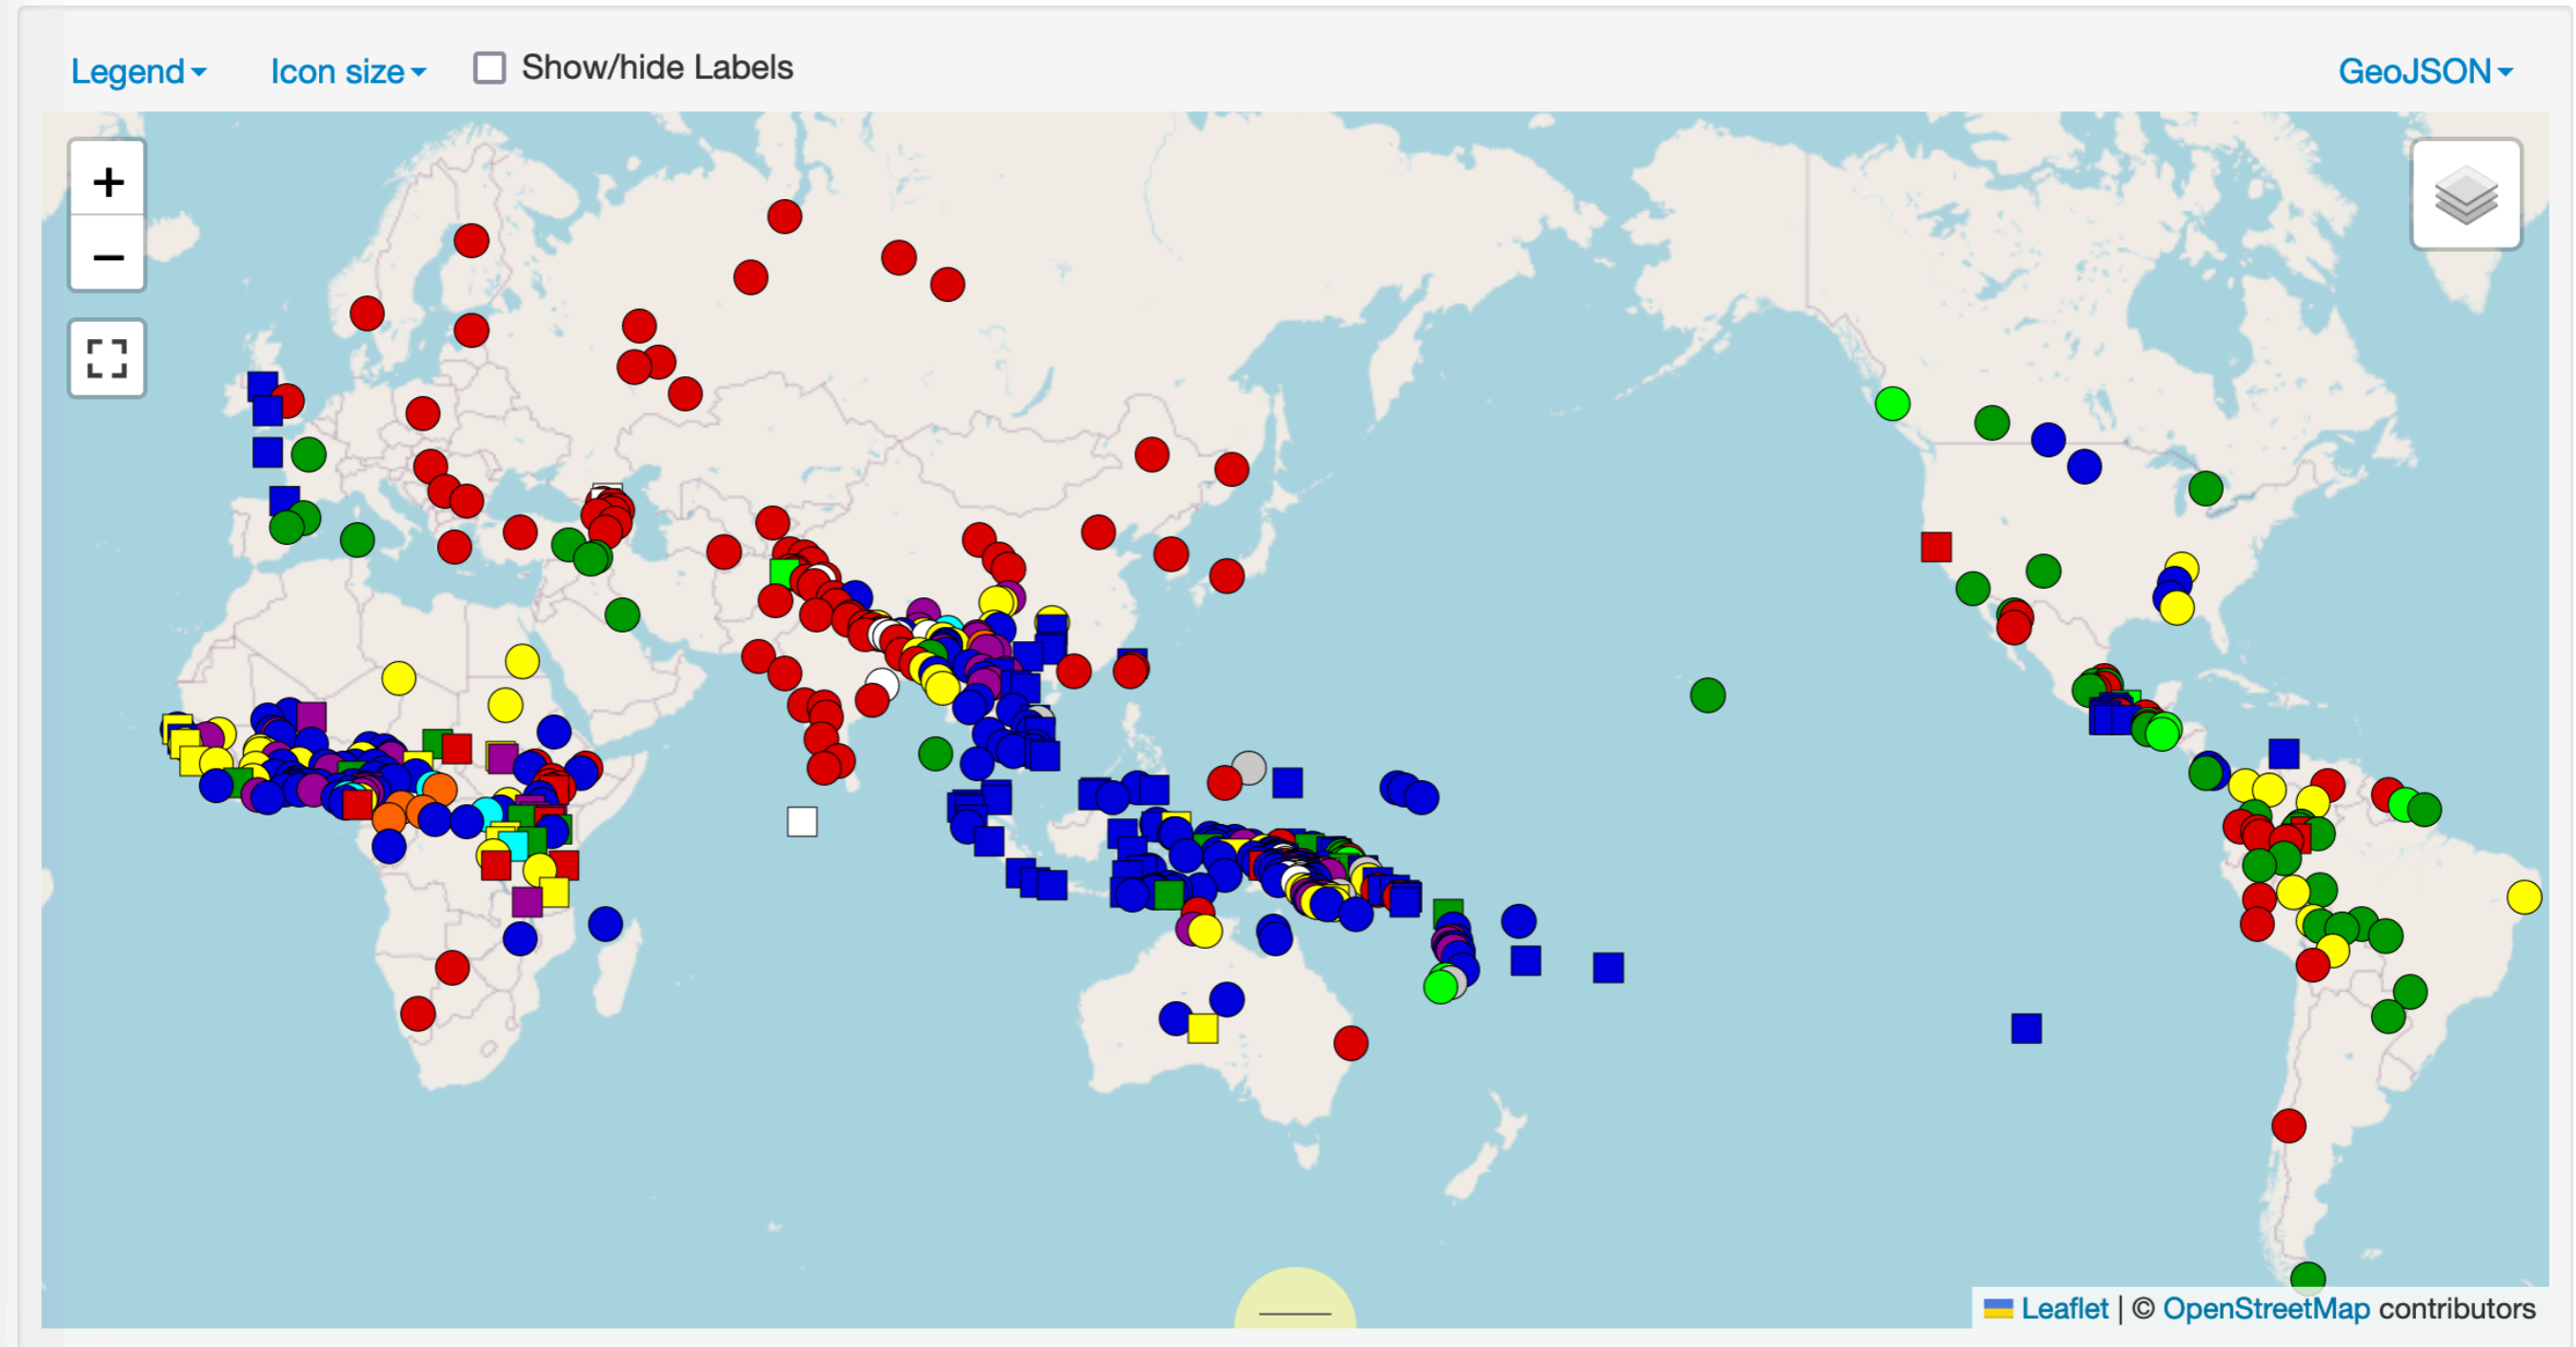 Legend
Icon size
Show/hide Labels
GeoJSON
+
−
Leaflet | © OpenStreetMap contributors